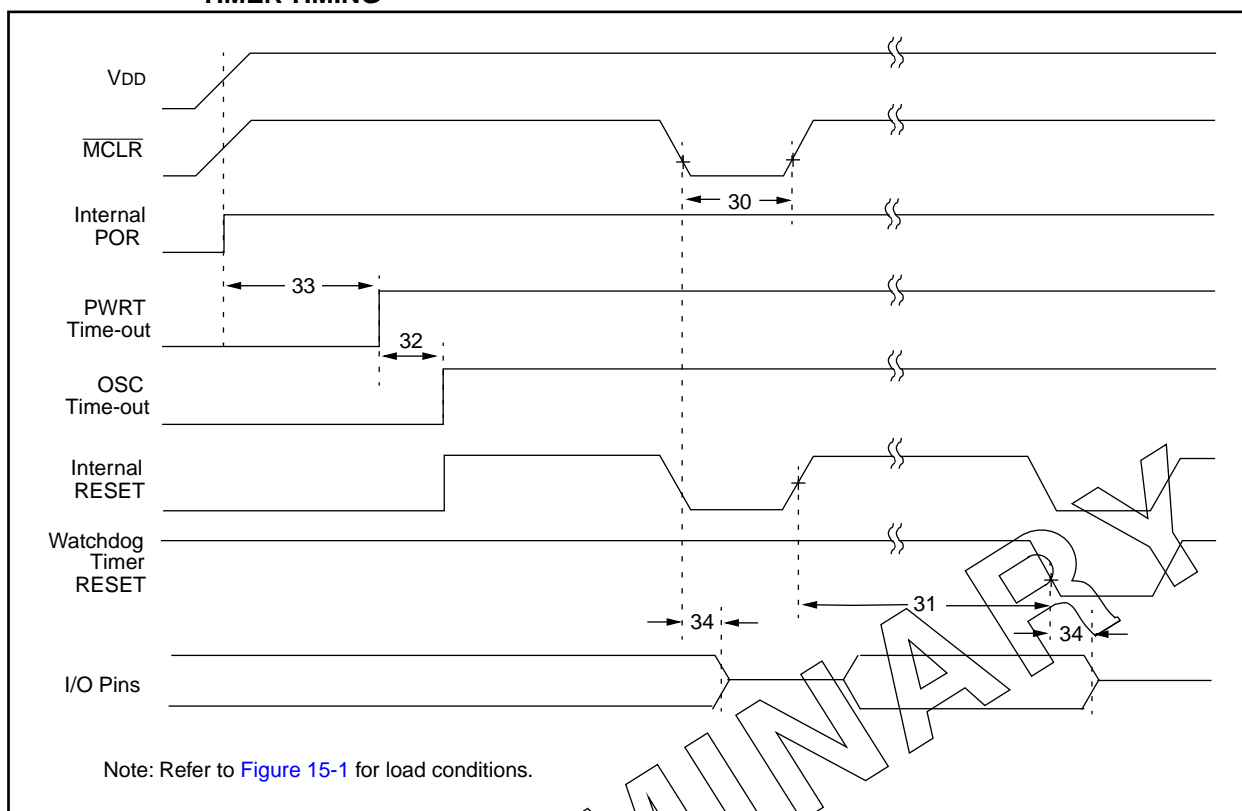 TIMER TIMING
VDD
MCLR
30
Internal
POR
33
PWRT
Time-out
32
OSC
Time-out
Internal
RESET
Watchdog
Timer
RESET
31
34
34
I/O Pins
Note: Refer to Figure 15-1 for load conditions.
MINARY